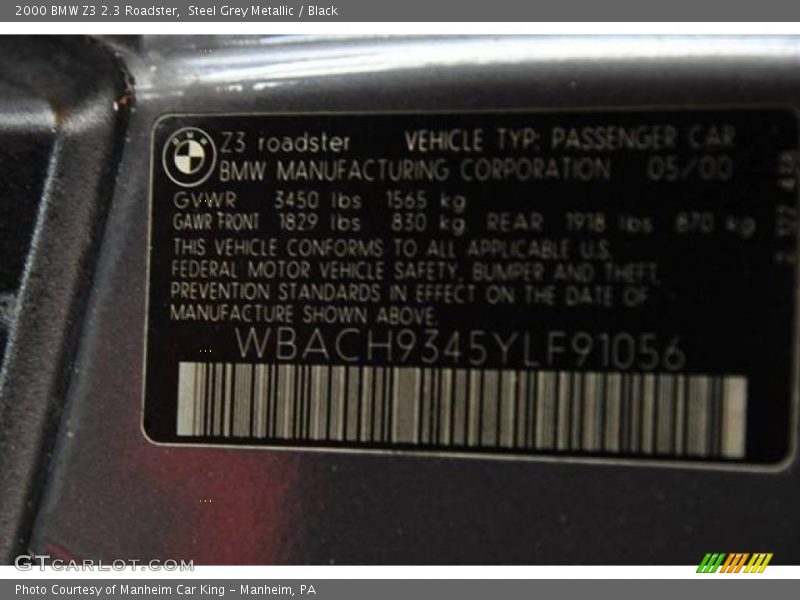 2000 BMW Z3 2.3 Roadster, Steel Grey Metallic / Black
Z3 roadster VEHICLE TYP: PASSENGER CAR
BMW MANUFACTURING CORPORATION 05/00
GVWR 3450 lbs 1565 kg
GAWR FRONT 1829 lbs 830 kg REAR 1918 lbs 870 kg
THIS VEHICLE CONFORMS TO ALL APPLICABLE U.S.
FEDERAL MOTOR VEHICLE SAFETY, BUMPER AND THEFT
PREVENTION STANDARDS IN EFFECT ON THE DATE OF
MANUFACTURE SHOWN ABOVE.
WBACH9345YLF91056
GTCARLOT.COM
Photo Courtesy of Manheim Car King - Manheim, PA